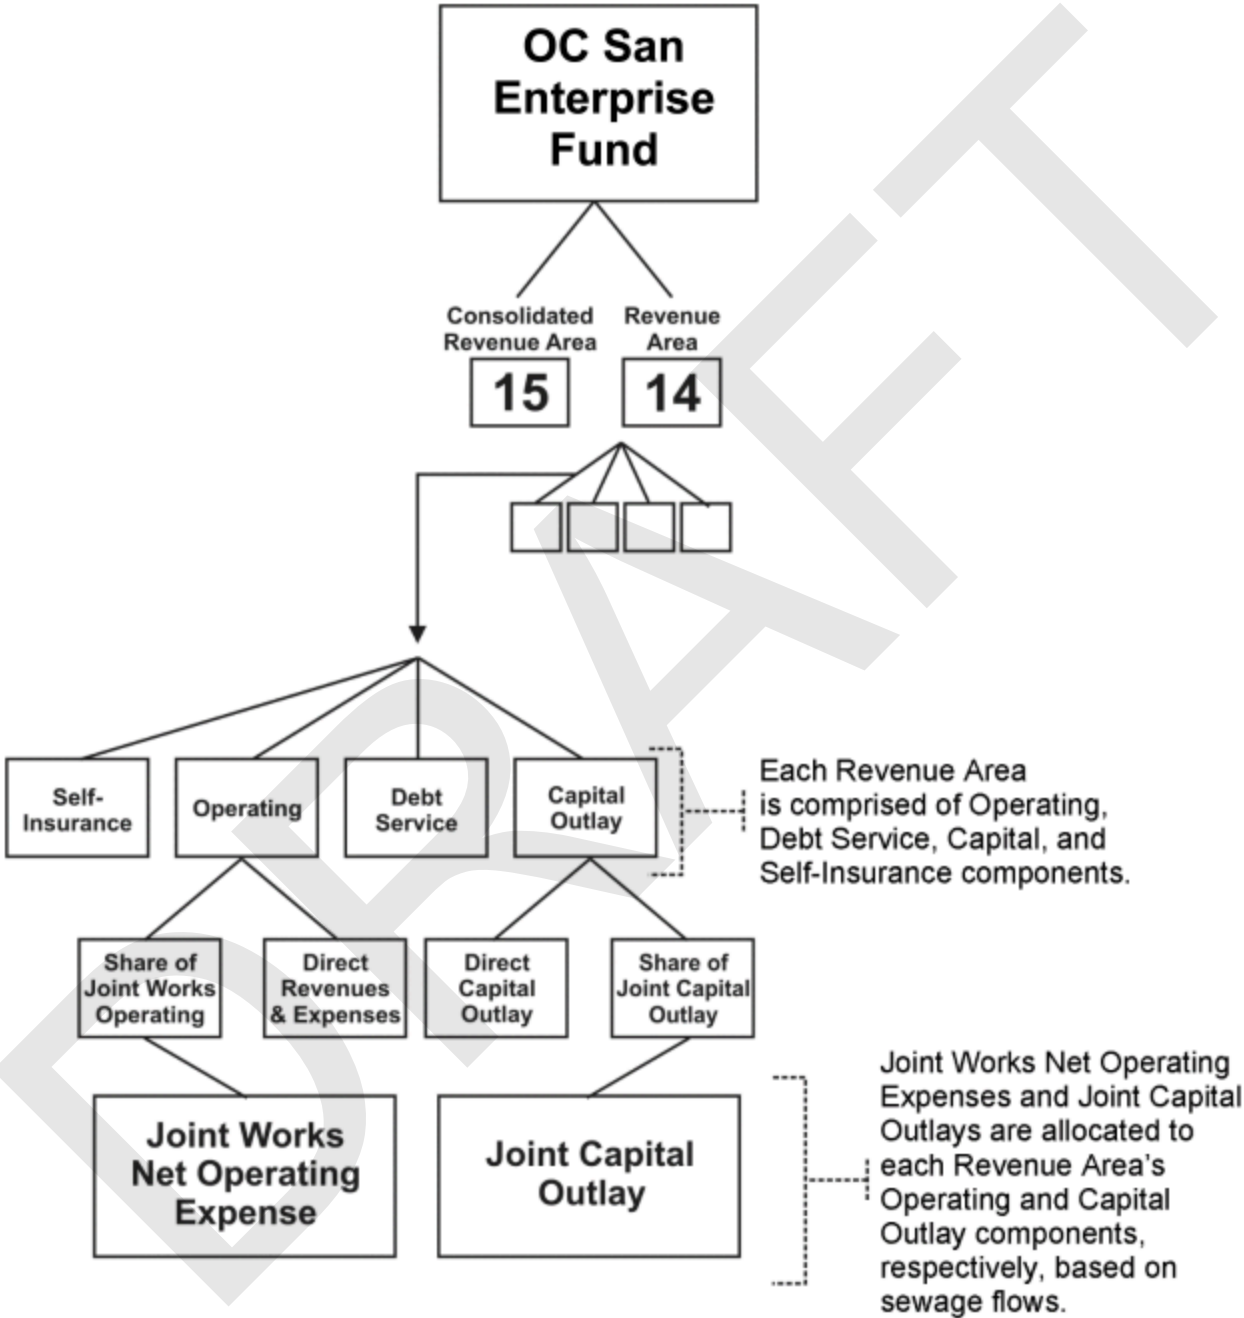 OC San
Enterprise
Fund
Consolidated
Revenue Area
Revenue
Area
15
14
Self-
Insurance
Operating
Debt
Service
Capital
Outlay
Each Revenue Area
is comprised of Operating,
Debt Service, Capital, and
Self-Insurance components.
Share of
Joint Works
Operating
Direct
Revenues
& Expenses
Direct
Capital
Outlay
Share of
Joint Capital
Outlay
Joint Works
Net Operating
Expense
Joint Capital
Outlay
Joint Works Net Operating
Expenses and Joint Capital
Outlays are allocated to
each Revenue Area’s
Operating and Capital
Outlay components,
respectively, based on
sewage flows.
DRAFT